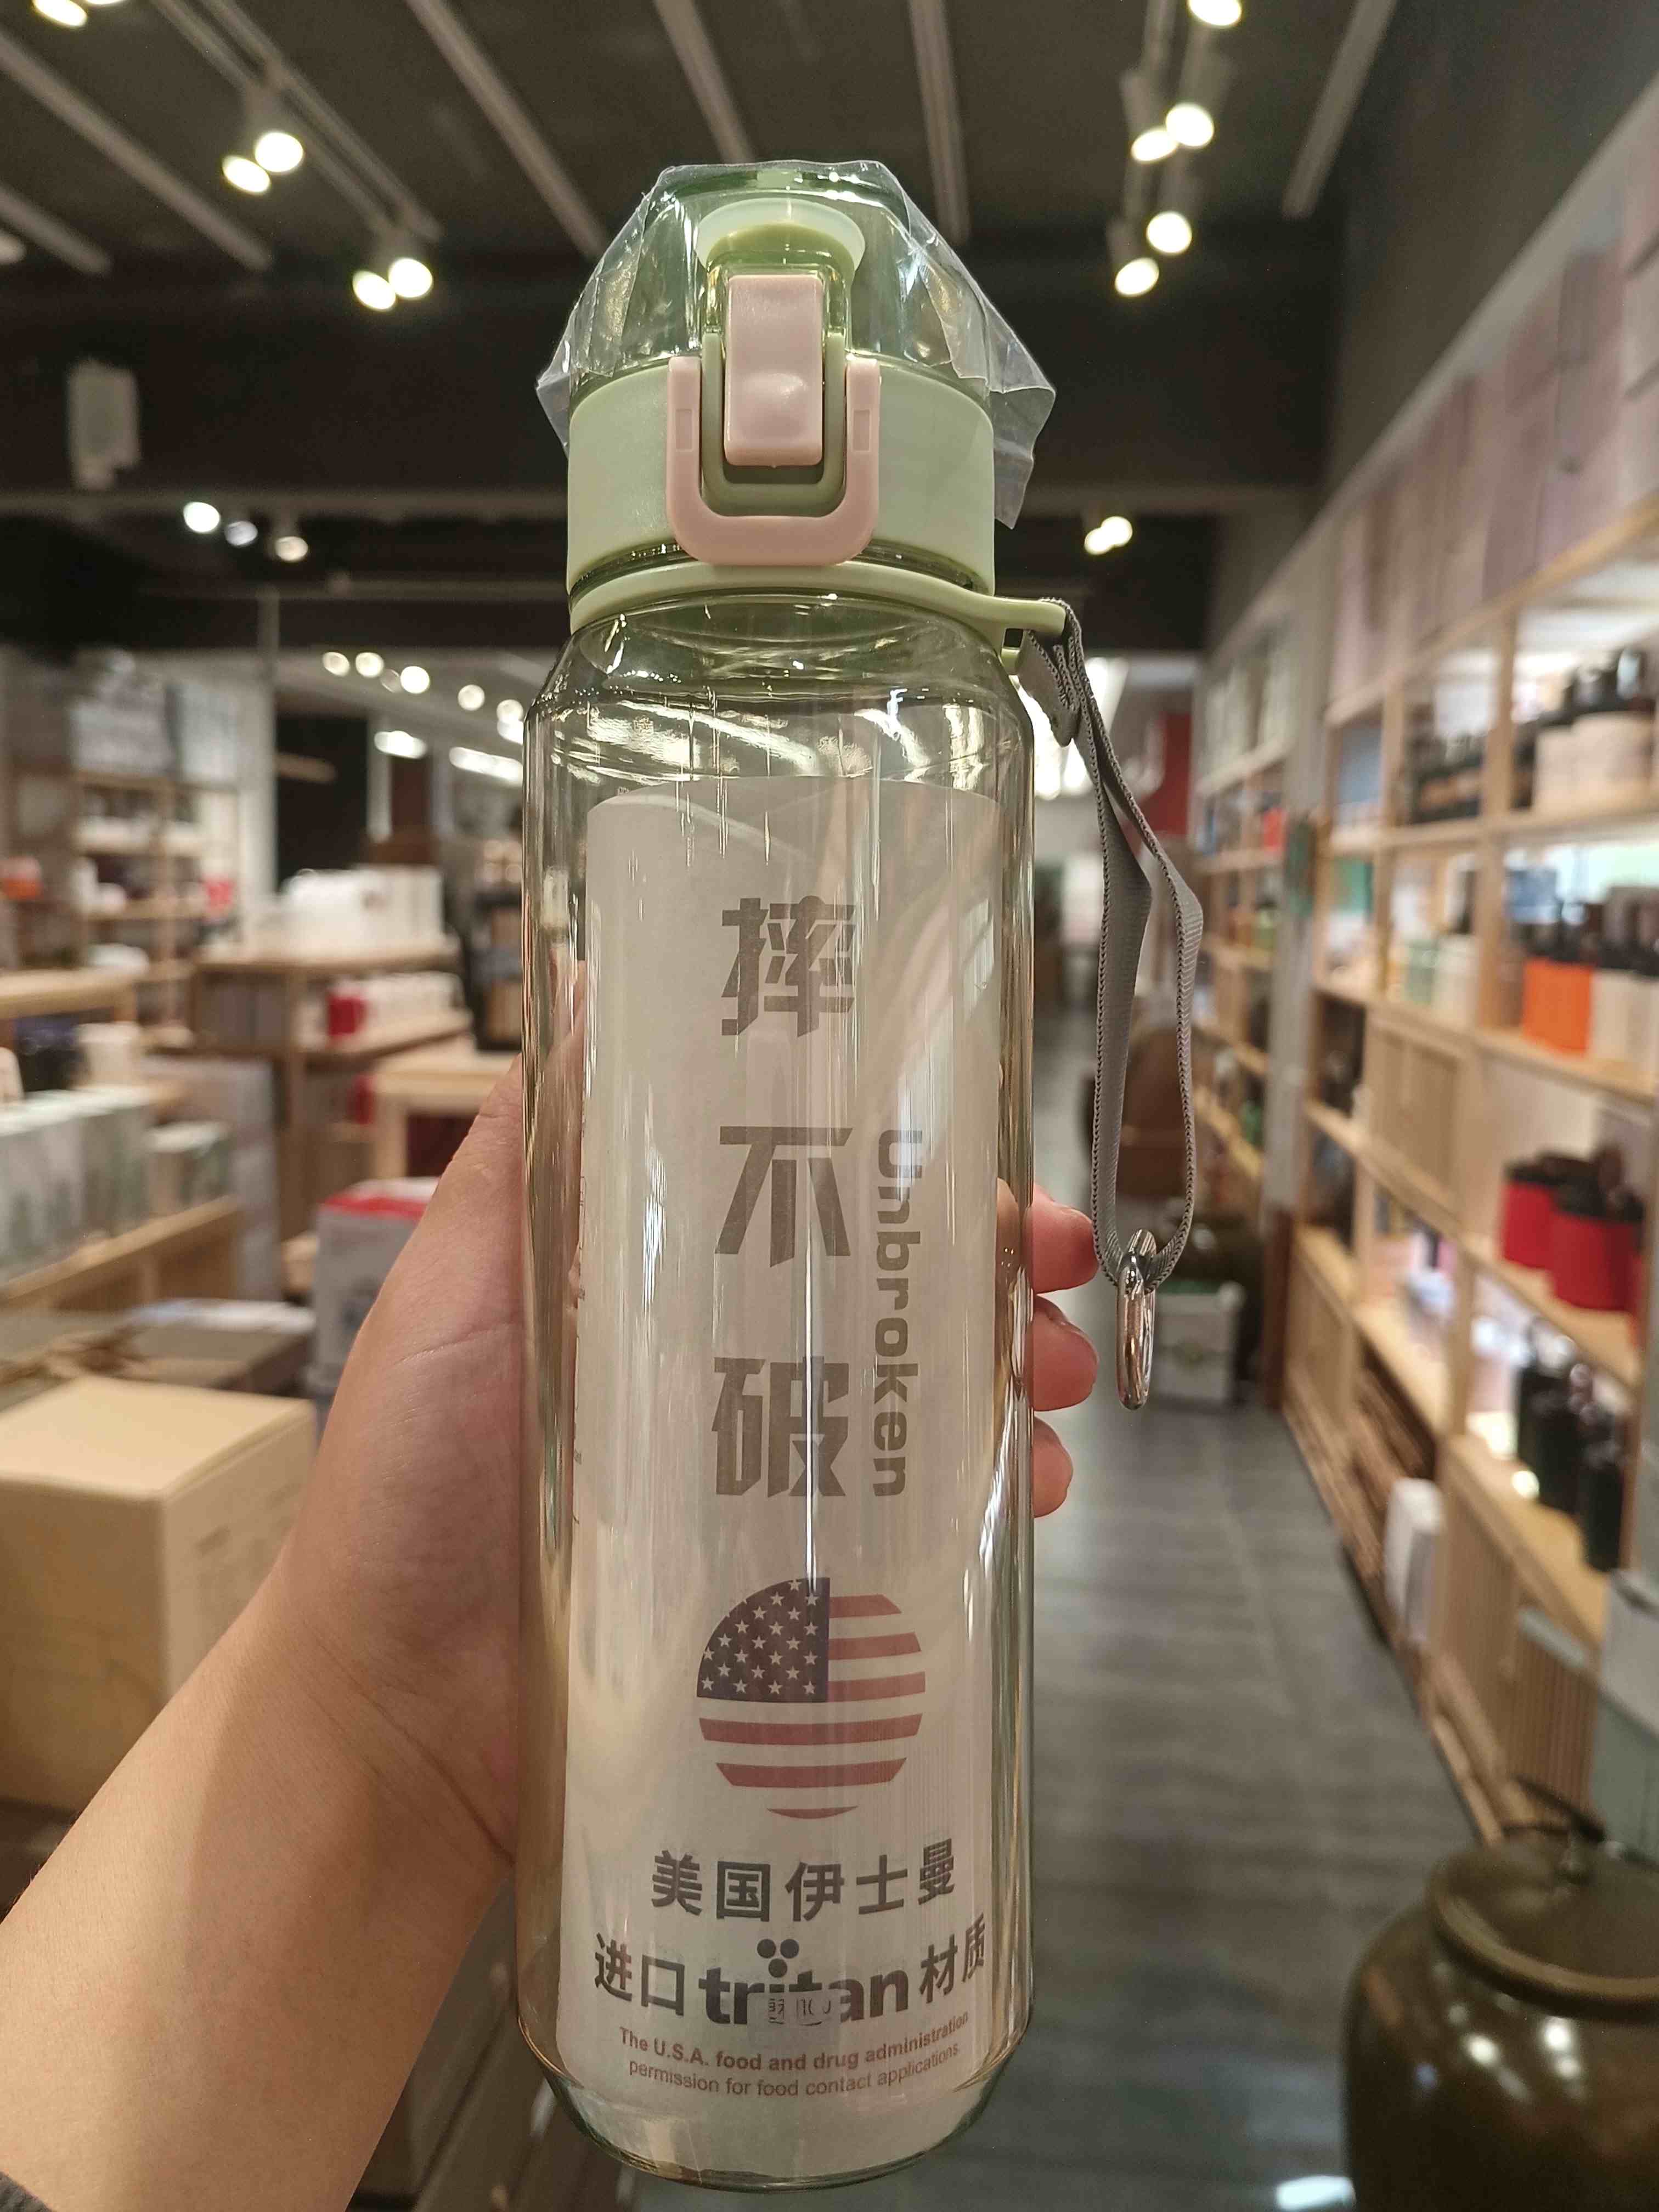 摔不破
Unbroken
美国伊士曼
进口tritan材质
The U.S.A. food and drug administration
permission for food contact applications.